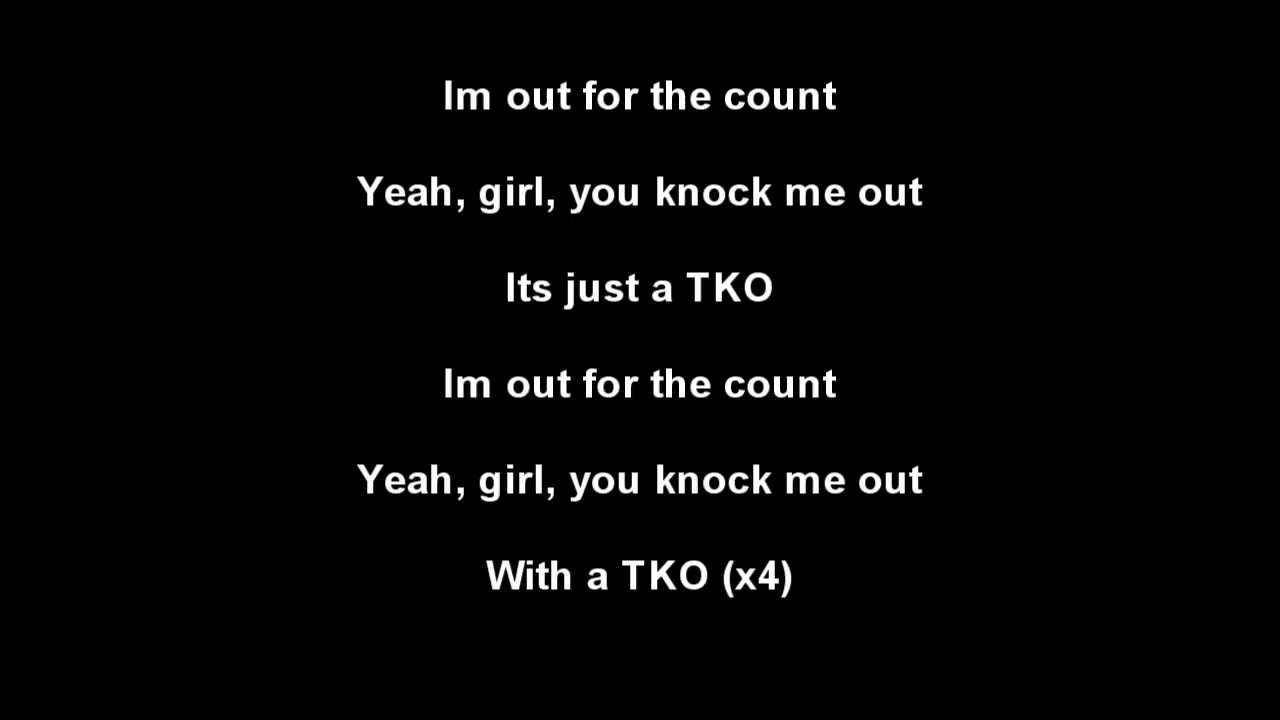 Im out for the count
Yeah, girl, you knock me out
Its just a TKO
Im out for the count
Yeah, girl, you knock me out
With a TKO (x4)